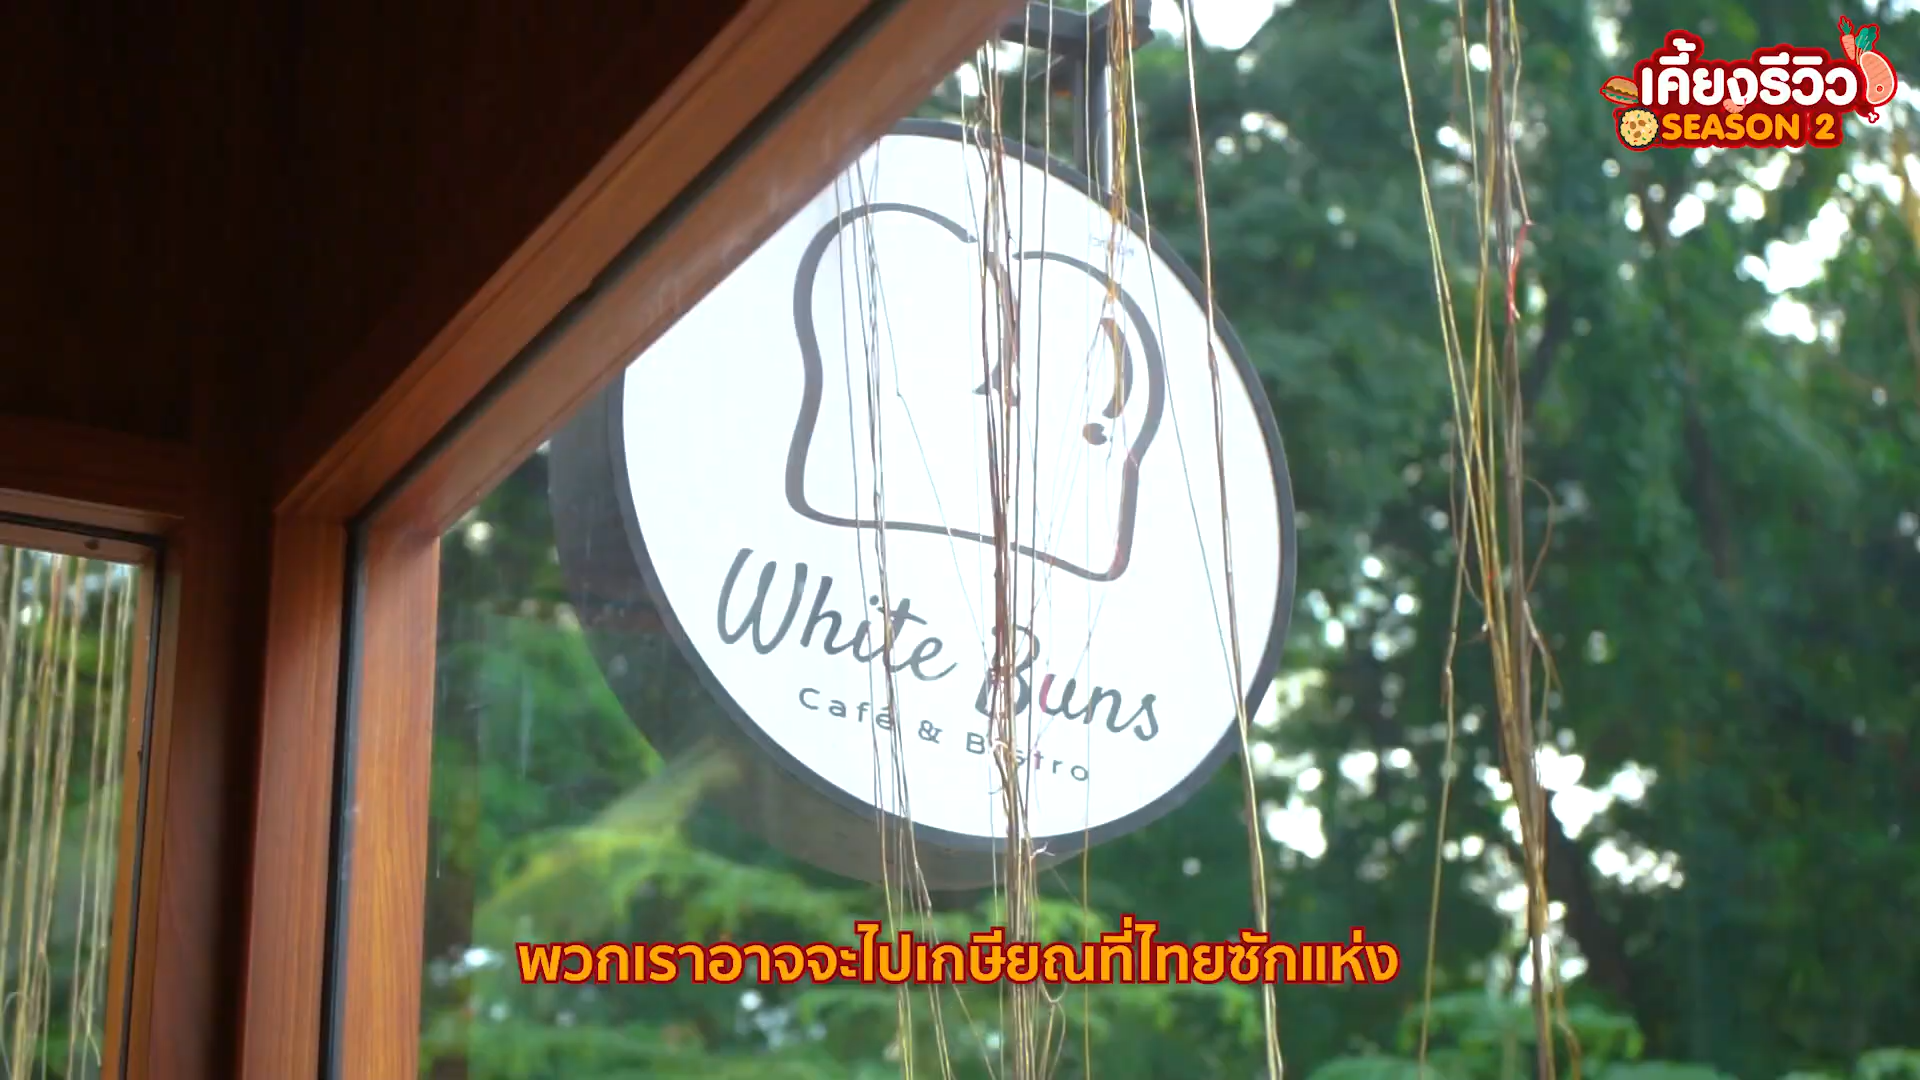 เคี้ยงรีวิว
SEASON 2
White Buns
Café & Bistro
พวกเราอาจจะไปเกษียณที่ไทยซักแห่ง